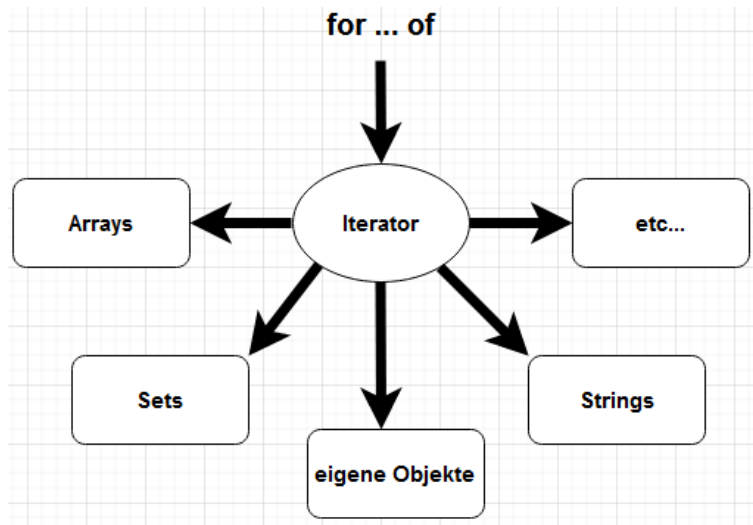 for ... of
Arrays
Iterator
etc...
Sets
Strings
eigene Objekte